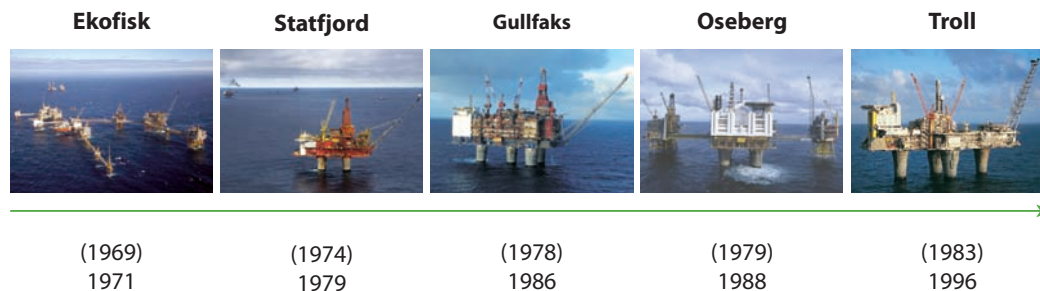 Ekofisk
Statfjord
Gullfaks
Oseberg
Troll
(1969)
(1974)
(1978)
(1979)
(1983)
1971
1979
1986
1988
1996